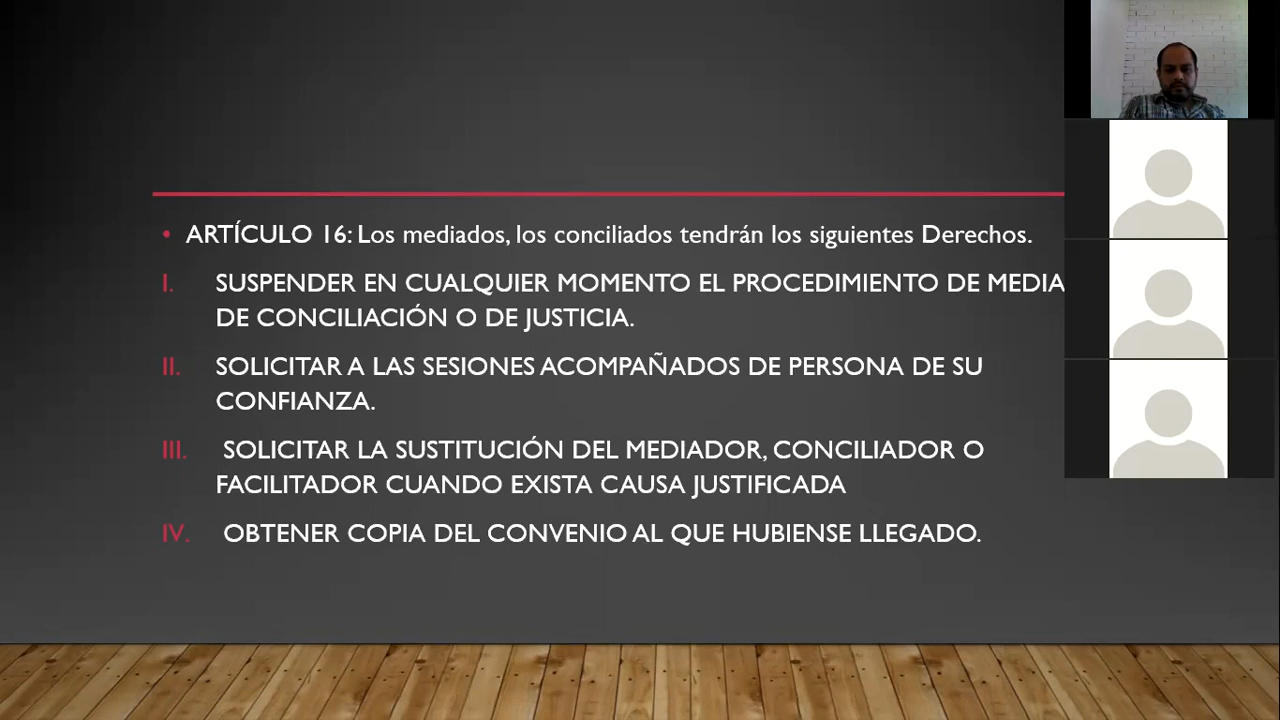 • ARTÍCULO 16: Los mediados, los conciliados tendrán los siguientes Derechos.
I. SUSPENDER EN CUALQUIER MOMENTO EL PROCEDIMIENTO DE MEDIA
DE CONCILIACIÓN O DE JUSTICIA.
II. SOLICITAR A LAS SESIONES ACOMPAÑADOS DE PERSONA DE SU
CONFIANZA.
III. SOLICITAR LA SUSTITUCIÓN DEL MEDIADOR, CONCILIADOR O
FACILITADOR CUANDO EXISTA CAUSA JUSTIFICADA
IV. OBTENER COPIA DEL CONVENIO AL QUE HUBIENSE LLEGADO.